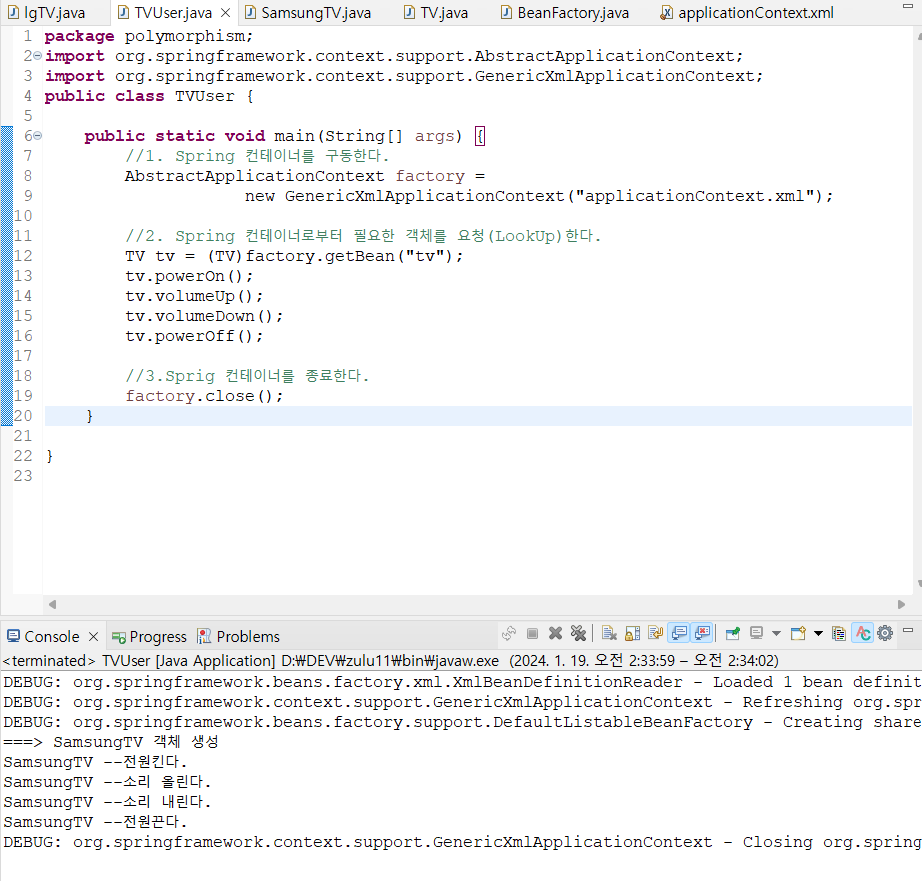 lgTV.java TVUser.java SamsungTV.java TV.java BeanFactory.java applicationContext.xml
1 package polymorphism;
2 import org.springframework.context.support.AbstractApplicationContext;
3 import org.springframework.context.support.GenericXmlApplicationContext;
4 public class TVUser {
5
6 public static void main(String[] args) {
7 //1. Spring 컨테이너를 구동한다.
8 AbstractApplicationContext factory =
9 new GenericXmlApplicationContext("applicationContext.xml");
10
11 //2. Spring 컨테이너로부터 필요한 객체를 요청(LookUp)한다.
12 TV tv = (TV)factory.getBean("tv");
13 tv.powerOn();
14 tv.volumeUp();
15 tv.volumeDown();
16 tv.powerOff();
17
18 //3.Sprig 컨테이너를 종료한다.
19 factory.close();
20 }
21
22 }
23
Console Progress Problems
<terminated> TVUser [Java Application] D:₩DEV₩zulu11₩bin₩javaw.exe (2024. 1. 19. 오전 2:33:59 – 오전 2:34:02)
DEBUG: org.springframework.beans.factory.xml.XmlBeanDefinitionReader - Loaded 1 bean definit
DEBUG: org.springframework.context.support.GenericXmlApplicationContext - Refreshing org.spr
DEBUG: org.springframework.beans.factory.support.DefaultListableBeanFactory - Creating share
===> SamsungTV 객체 생성
SamsungTV --전원킨다.
SamsungTV --소리 올린다.
SamsungTV --소리 내린다.
SamsungTV --전원끈다.
DEBUG: org.springframework.context.support.GenericXmlApplicationContext - Closing org.spring